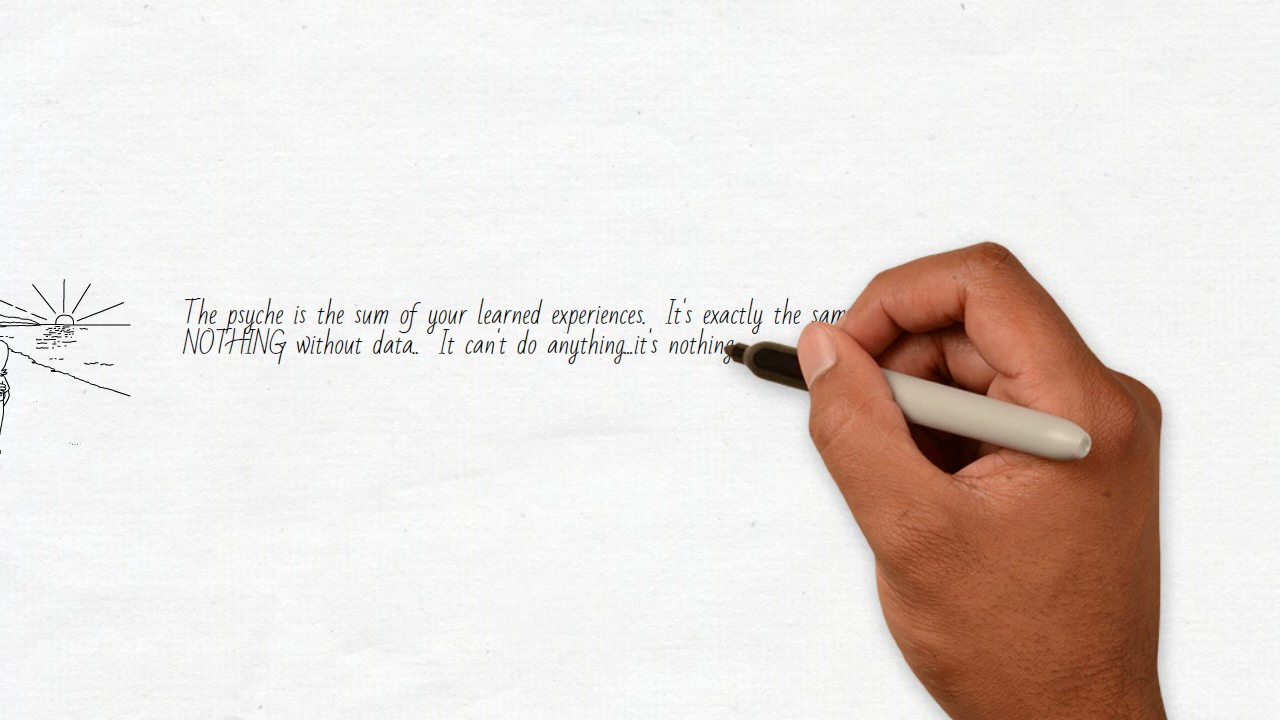 The psyche is the sum of your learned experiences. It's exactly the sam
NOTHING without data.. It can't do anything...it's nothing